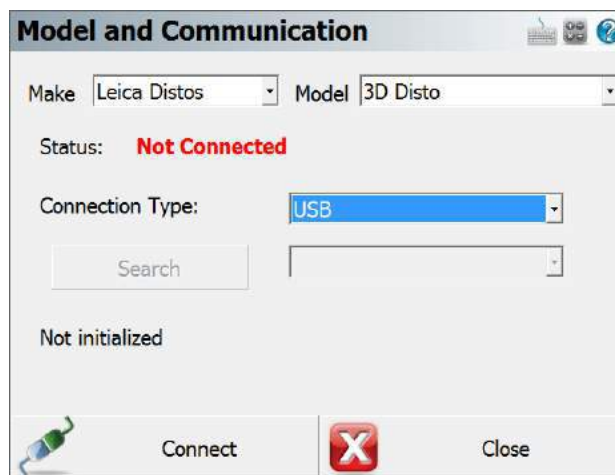 Model and Communication
Make Leica Distos Model 3D Disto
Status: Not Connected
Connection Type: USB
Search
Not initialized
Connect Close